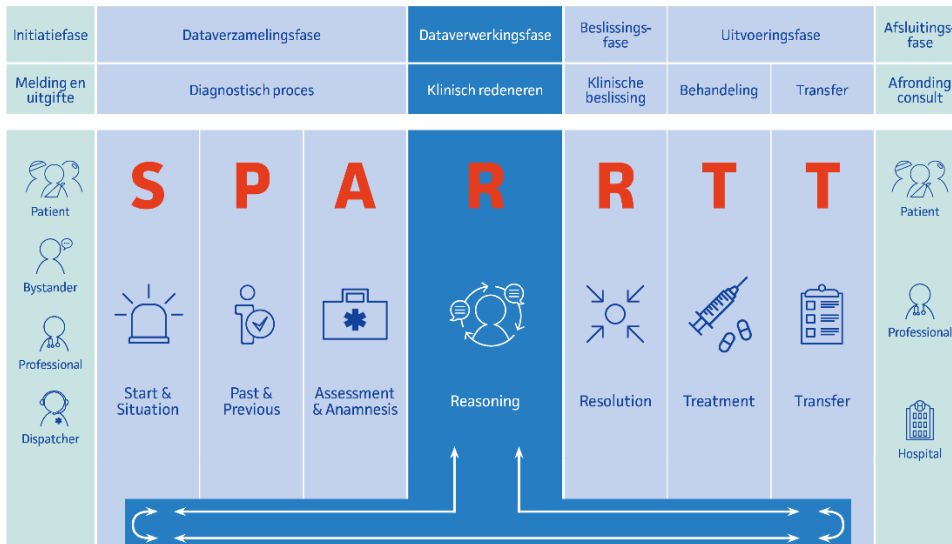 Initiatiefase
Dataverzamelingsfase
Dataverwerkingsfase
Beslissings-
fase
Uitvoeringsfase
Afsluitings-
fase
Melding en
uitgifte
Diagnostisch proces
Klinisch redeneren
Klinische
beslissing
Behandeling
Transfer
Afronding
consult
S
P
A
R
R
T
T
Patient
Bystander
Professional
Dispatcher
Start &
Situation
Past &
Previous
Assessment
& Anamnesis
Reasoning
Resolution
Treatment
Transfer
Patient
Professional
Hospital